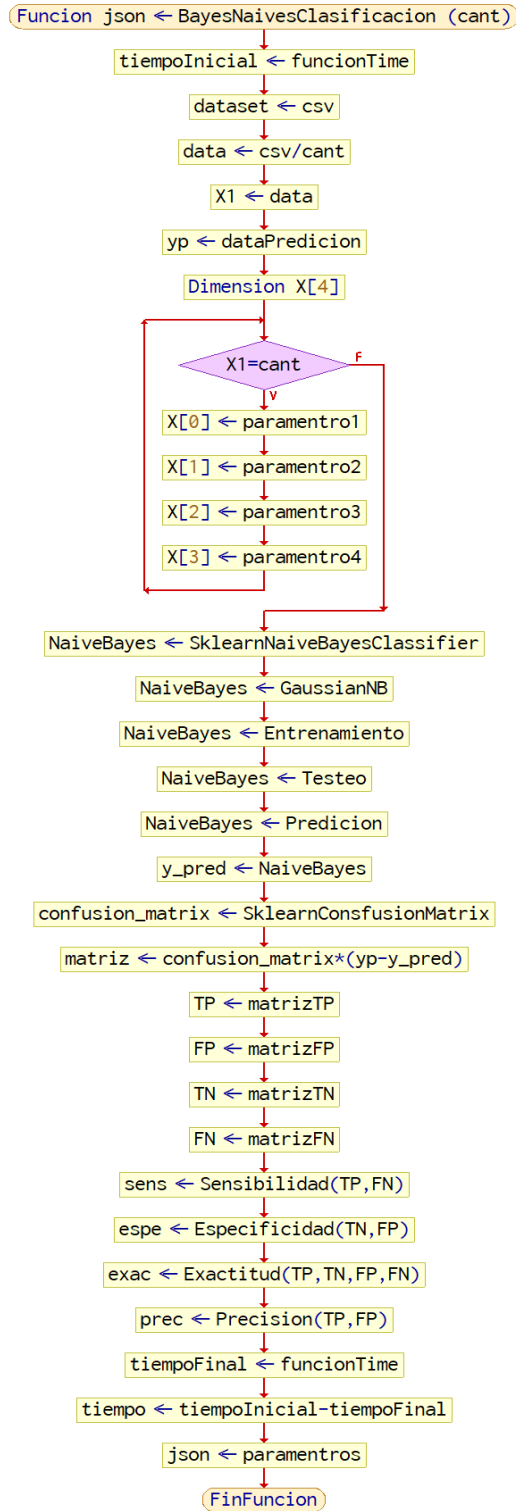 Funcion json ← BayesNaivesClasificacion (cant)
tiempoInicial ← funcionTime
dataset ← csv
data ← csv/cant
X1 ← data
yp ← dataPredicion
Dimension X[4]
X1=cant
F
V
X[0] ← paramentro1
X[1] ← paramentro2
X[2] ← paramentro3
X[3] ← paramentro4
NaiveBayes ← SklearnNaiveBayesClassifier
NaiveBayes ← GaussianNB
NaiveBayes ← Entrenamiento
NaiveBayes ← Testeo
NaiveBayes ← Predicion
y_pred ← NaiveBayes
confusion_matrix ← SklearnConsfusionMatrix
matriz ← confusion_matrix*(yp-y_pred)
TP ← matrizTP
FP ← matrizFP
TN ← matrizTN
FN ← matrizFN
sens ← Sensibilidad(TP,FN)
espe ← Especificidad(TN,FP)
exac ← Exactitud(TP,TN,FP,FN)
prec ← Precision(TP,FP)
tiempoFinal ← funcionTime
tiempo ← tiempoInicial-tiempoFinal
json ← paramentros
FinFuncion